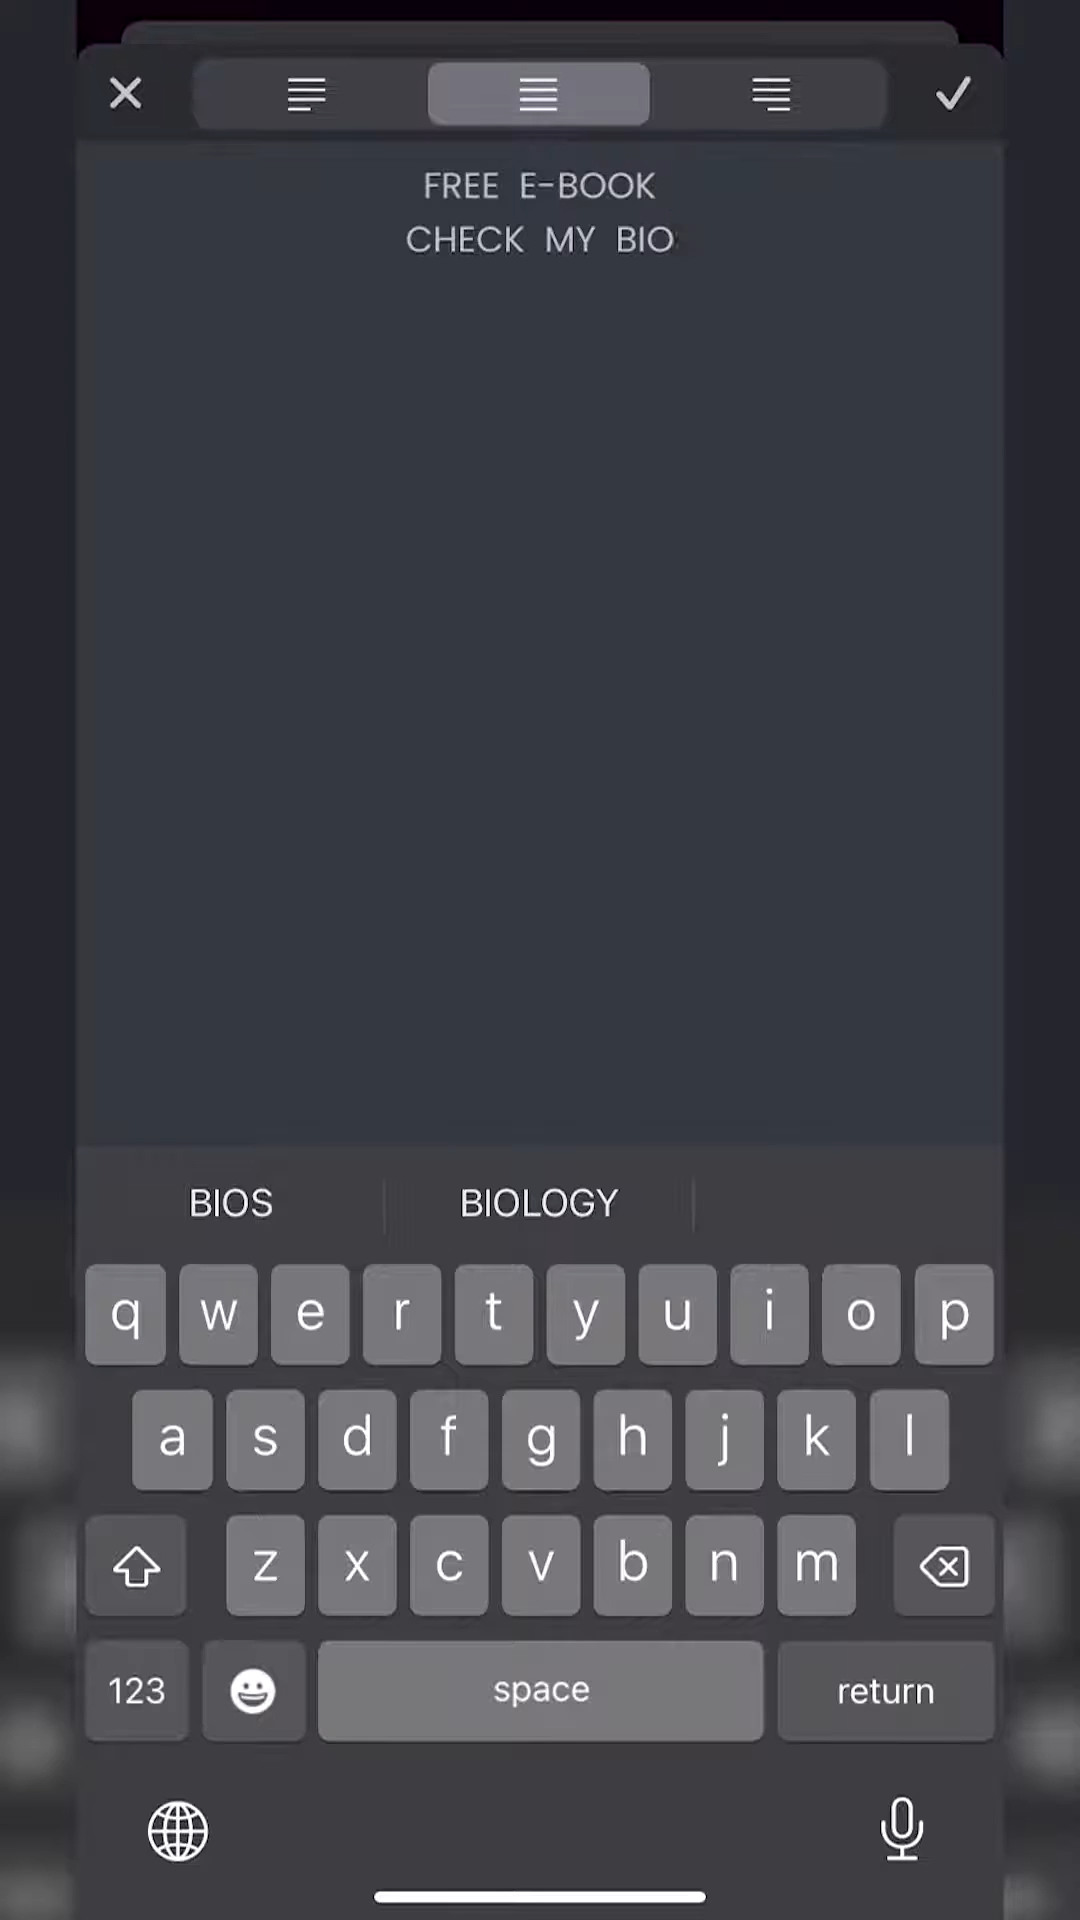 FREE E-BOOK
CHECK MY BIO
BIOS BIOLOGY
q w e r t y u i o p
a s d f g h j k l
z x c v b n m
123 space return